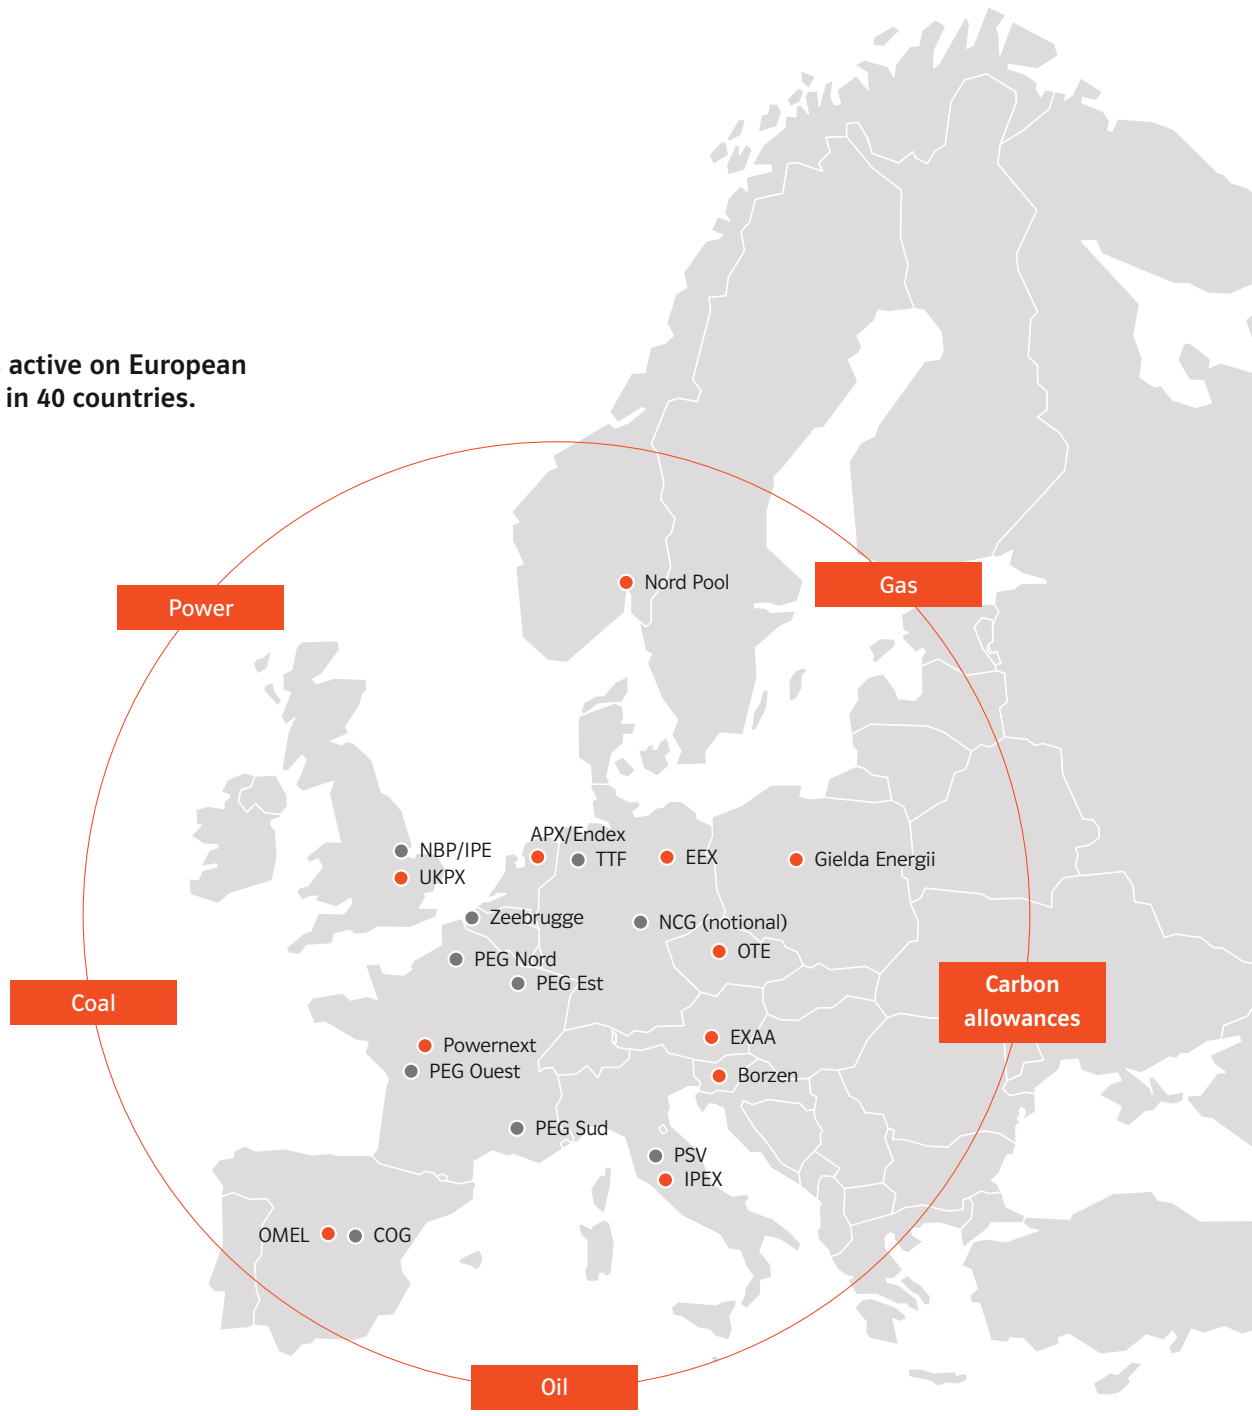 active on European
in 40 countries.
Nord Pool
Gas
Power
APX/Endex
NBP/IPE
TTF
EEX
Gielda Energii
UKPX
Zeebrugge
NCG (notional)
OTE
PEG Nord
PEG Est
Carbon
allowances
Coal
EXAA
Powernext
PEG Ouest
Borzen
PEG Sud
PSV
IPEX
OMEL
COG
Oil